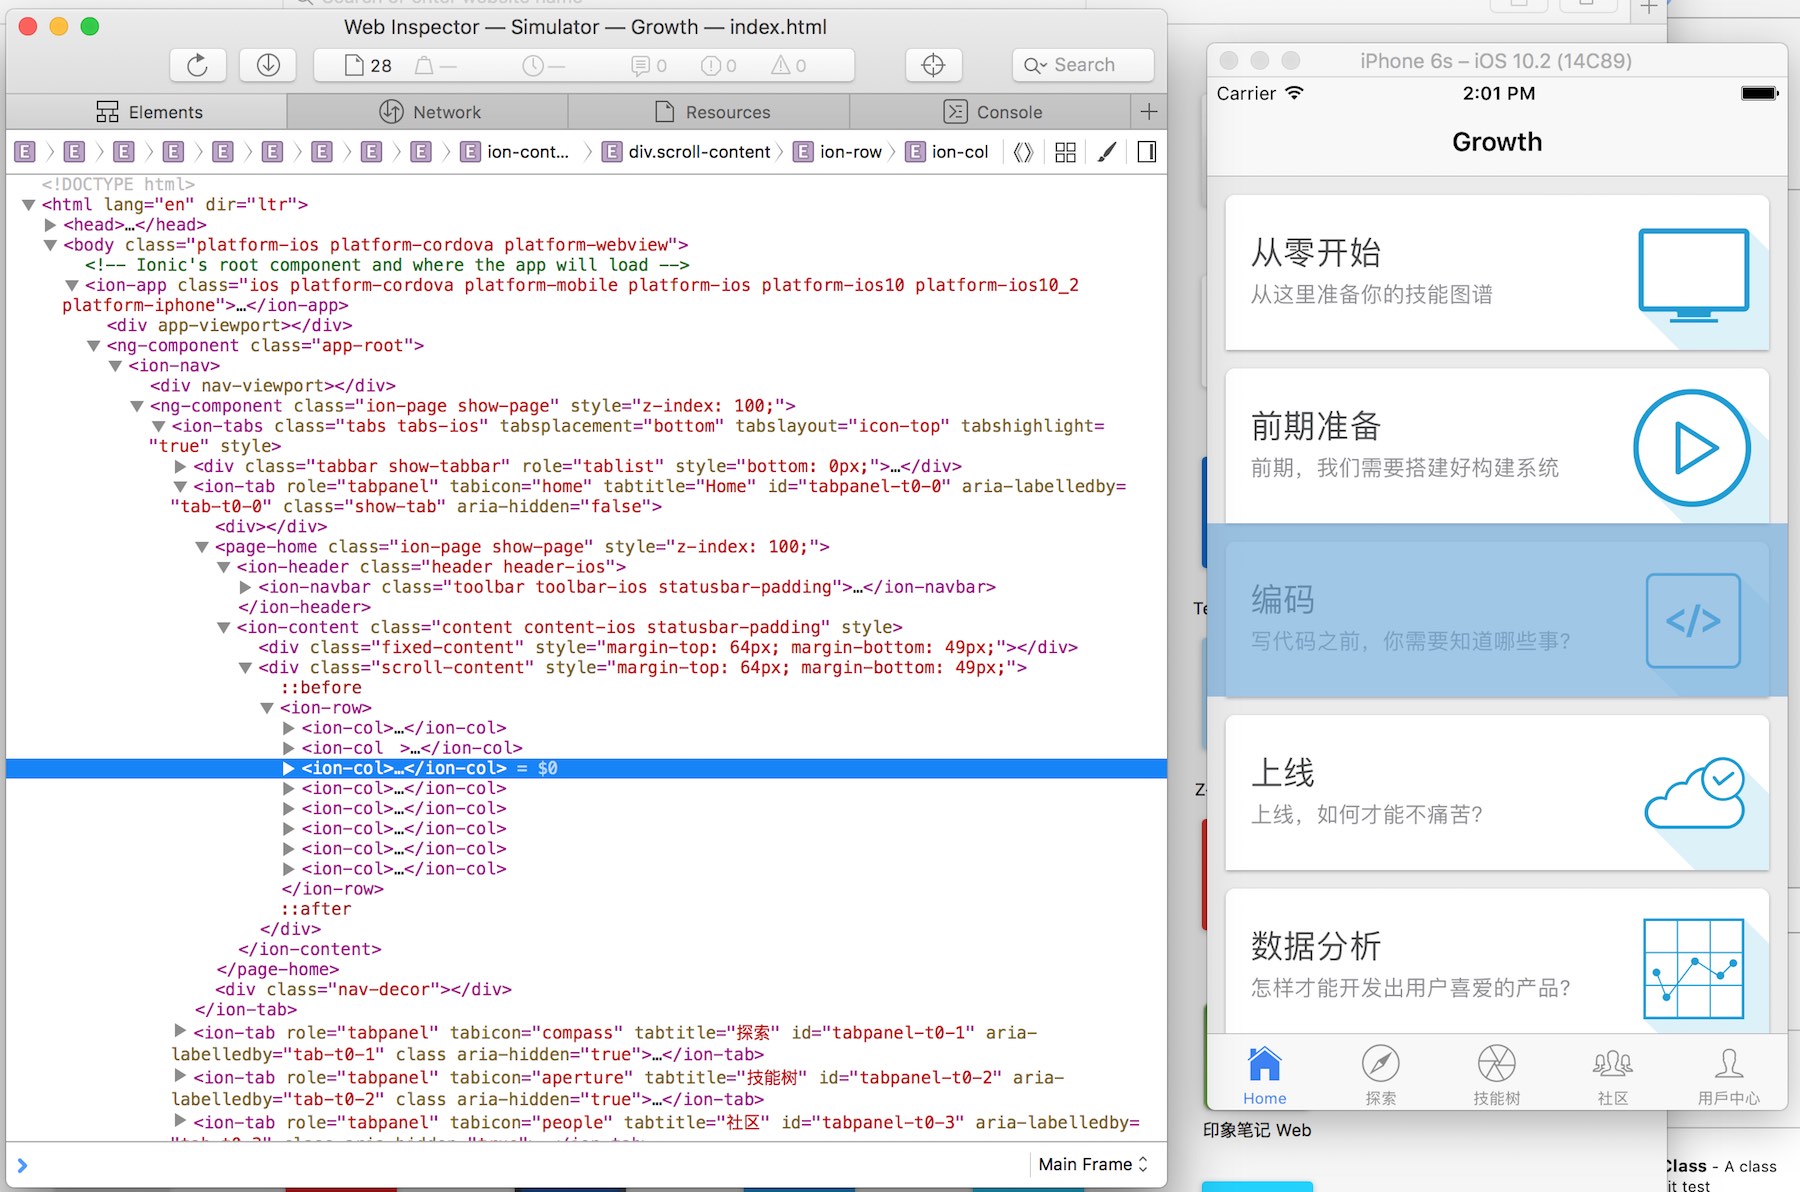 Web Inspector — Simulator — Growth — index.html
28 — — 0 0 0 Search
Elements Network Resources Console
E E E E E E E E E E ion-cont... E div.scroll-content E ion-row E ion-col
<!DOCTYPE html>
<html lang="en" dir="ltr">
<head>…</head>
<body class="platform-ios platform-cordova platform-webview">
<!-- Ionic's root component and where the app will load -->
<ion-app class="ios platform-cordova platform-mobile platform-ios platform-ios10 platform-ios10_2
platform-iphone">…</ion-app>
<div app-viewport></div>
<ng-component class="app-root">
<ion-nav>
<div nav-viewport></div>
<ng-component class="ion-page show-page" style="z-index: 100;">
<ion-tabs class="tabs tabs-ios" tabsplacement="bottom" tabslayout="icon-top" tabshighlight=
"true" style>
<div class="tabbar show-tabbar" role="tablist" style="bottom: 0px;">…</div>
<ion-tab role="tabpanel" tabicon="home" tabtitle="Home" id="tabpanel-t0-0" aria-labelledby=
"tab-t0-0" class="show-tab" aria-hidden="false">
<div></div>
<page-home class="ion-page show-page" style="z-index: 100;">
<ion-header class="header header-ios">
<ion-navbar class="toolbar toolbar-ios statusbar-padding">…</ion-navbar>
</ion-header>
<ion-content class="content content-ios statusbar-padding" style>
<div class="fixed-content" style="margin-top: 64px; margin-bottom: 49px;"></div>
<div class="scroll-content" style="margin-top: 64px; margin-bottom: 49px;">
::before
<ion-row>
<ion-col>…</ion-col>
<ion-col >…</ion-col>
<ion-col>…</ion-col> = $0
<ion-col>…</ion-col>
<ion-col>…</ion-col>
<ion-col>…</ion-col>
<ion-col>…</ion-col>
<ion-col>…</ion-col>
</ion-row>
::after
</div>
</ion-content>
</page-home>
<div class="nav-decor"></div>
</ion-tab>
<ion-tab role="tabpanel" tabicon="compass" tabtitle="探索" id="tabpanel-t0-1" aria-
labelledby="tab-t0-1" class aria-hidden="true">…</ion-tab>
<ion-tab role="tabpanel" tabicon="aperture" tabtitle="技能树" id="tabpanel-t0-2" aria-
labelledby="tab-t0-2" class aria-hidden="true">…</ion-tab>
<ion-tab role="tabpanel" tabicon="people" tabtitle="社区" id="tabpanel-t0-3" aria-labelledby=
Main Frame
iPhone 6s – iOS 10.2 (14C89)
Carrier 2:01 PM
Growth
从零开始
从这里准备你的技能图谱
前期准备
前期，我们需要搭建好构建系统
编码
写代码之前，你需要知道哪些事?
</>
上线
上线，如何才能不痛苦?
数据分析
怎样才能开发出用户喜爱的产品?
Home 探索 技能树 社区 用戶中心
印象笔记 Web
Class - A class
it test